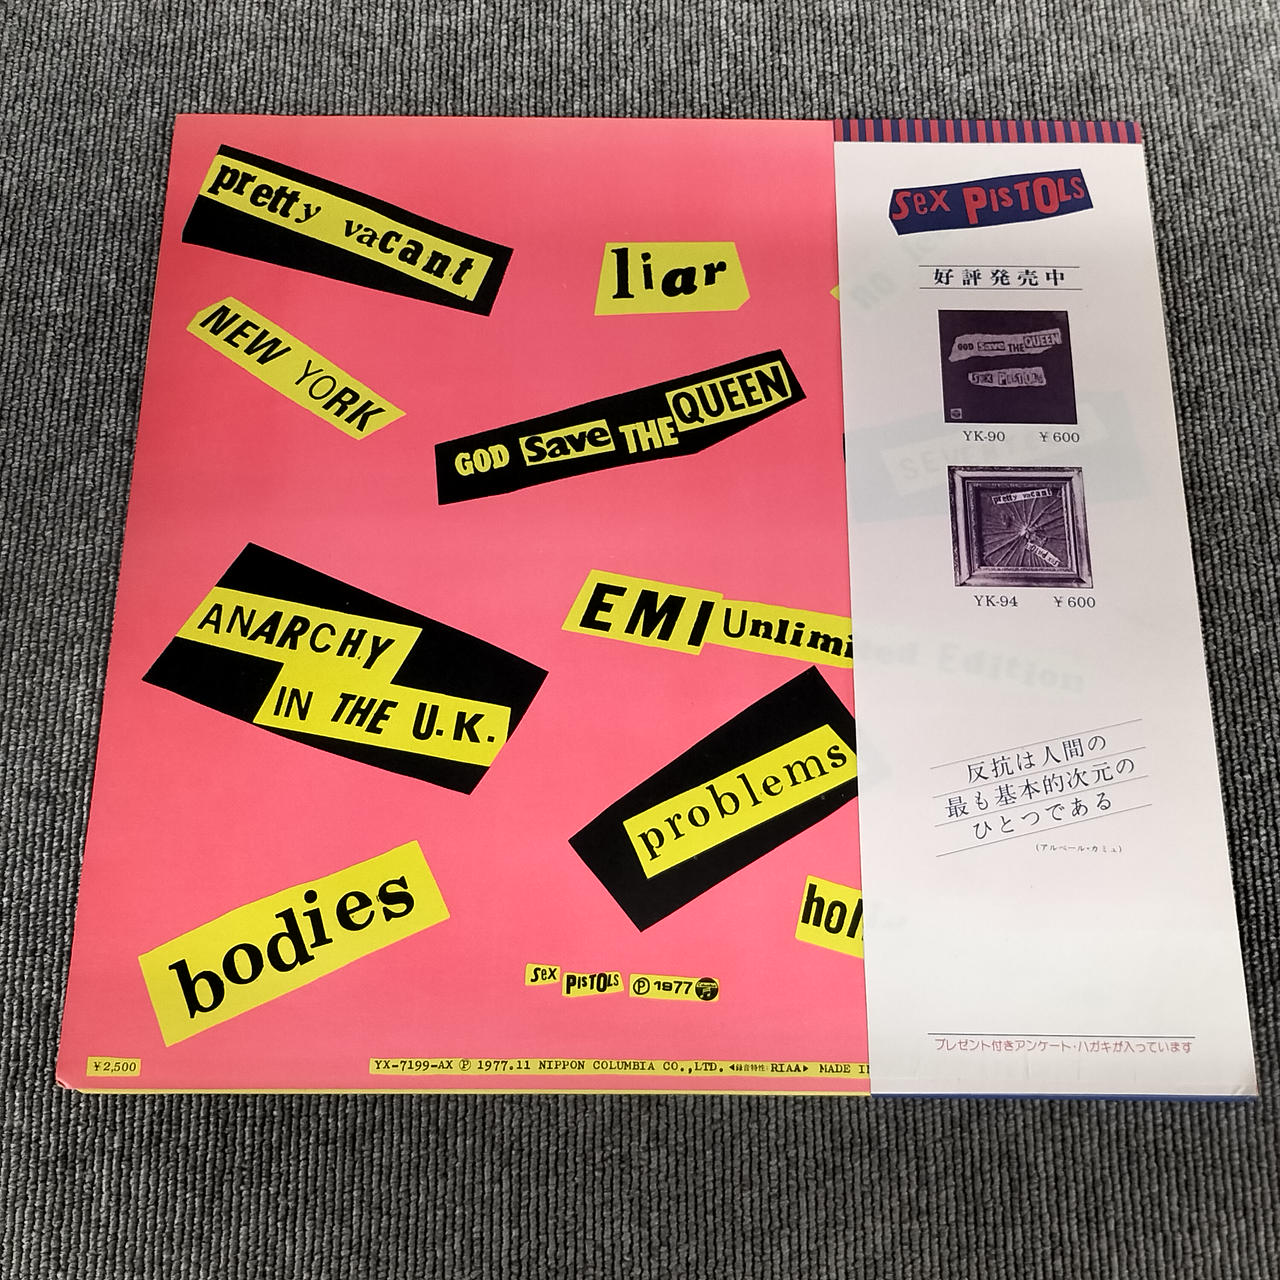 pretty vacant
liar
NEW YORK
GOD Save THE QUEEN
ANARCHY
IN THE U.K.
EMI Unlimi
problems
bodies
hol
SEX PISTOLS Ⓟ 1977
¥2,500
YX-7199-AX Ⓟ 1977.11 NIPPON COLUMBIA CO.,LTD. ◀録音特性:RIAA▶ MADE I
SEX PISTOLS
好評発売中
GOD Save THE QUEEN
SEX PISTOLS
YK-90 ¥600
pretty vacant
YK-94 ¥600
反抗は人間の
最も基本的次元の
ひとつである
(アルベール・カミュ)
プレゼント付きアンケート・ハガキが入っています